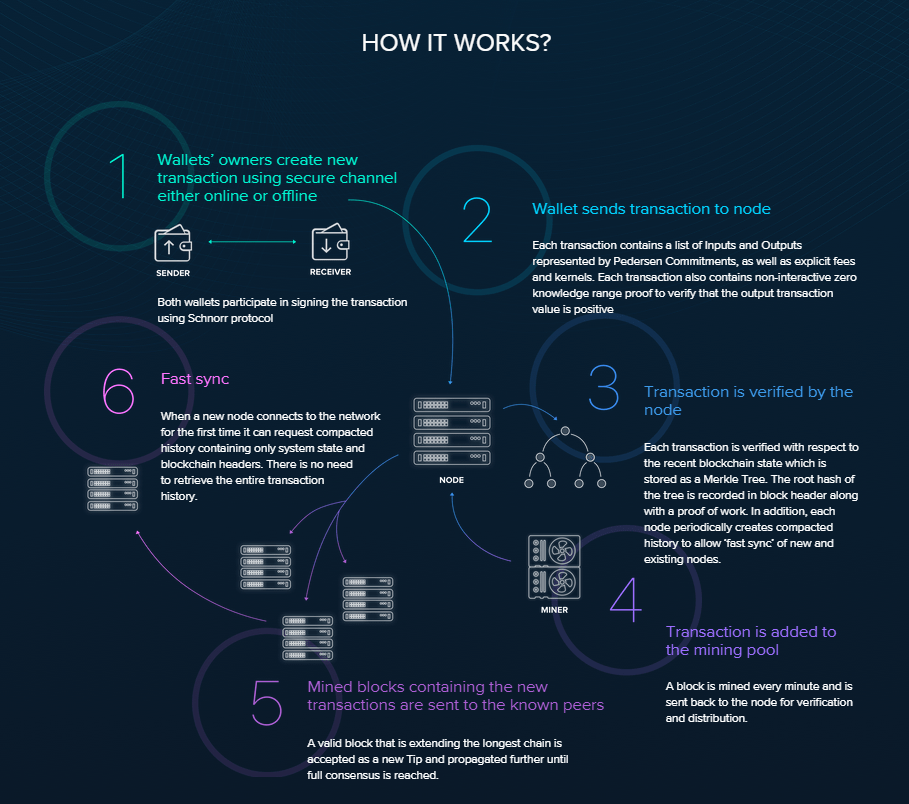 HOW IT WORKS?
1
Wallets' owners create new
transaction using secure channel
either online or offline
SENDER
RECEIVER
Both wallets participate in signing the transaction
using Schnorr protocol
2
Wallet sends transaction to node
Each transaction contains a list of Inputs and Outputs
represented by Pedersen Commitments, as well as explicit fees
and kernels. Each transaction also contains non-interactive zero
knowledge range proof to verify that the output transaction
value is positive
3
Transaction is verified by the
node
Each transaction is verified with respect to
the recent blockchain state which is
stored as a Merkle Tree. The root hash of
the tree is recorded in block header along
with a proof of work. In addition, each
node periodically creates compacted
history to allow 'fast sync' of new and
existing nodes.
NODE
MINER
4
Transaction is added to
the mining pool
A block is mined every minute and is
sent back to the node for verification
and distribution.
5
Mined blocks containing the new
transactions are sent to the known peers
A valid block that is extending the longest chain is
accepted as a new Tip and propagated further until
full consensus is reached.
6
Fast sync
When a new node connects to the network
for the first time it can request compacted
history containing only system state and
blockchain headers. There is no need
to retrieve the entire transaction
history.